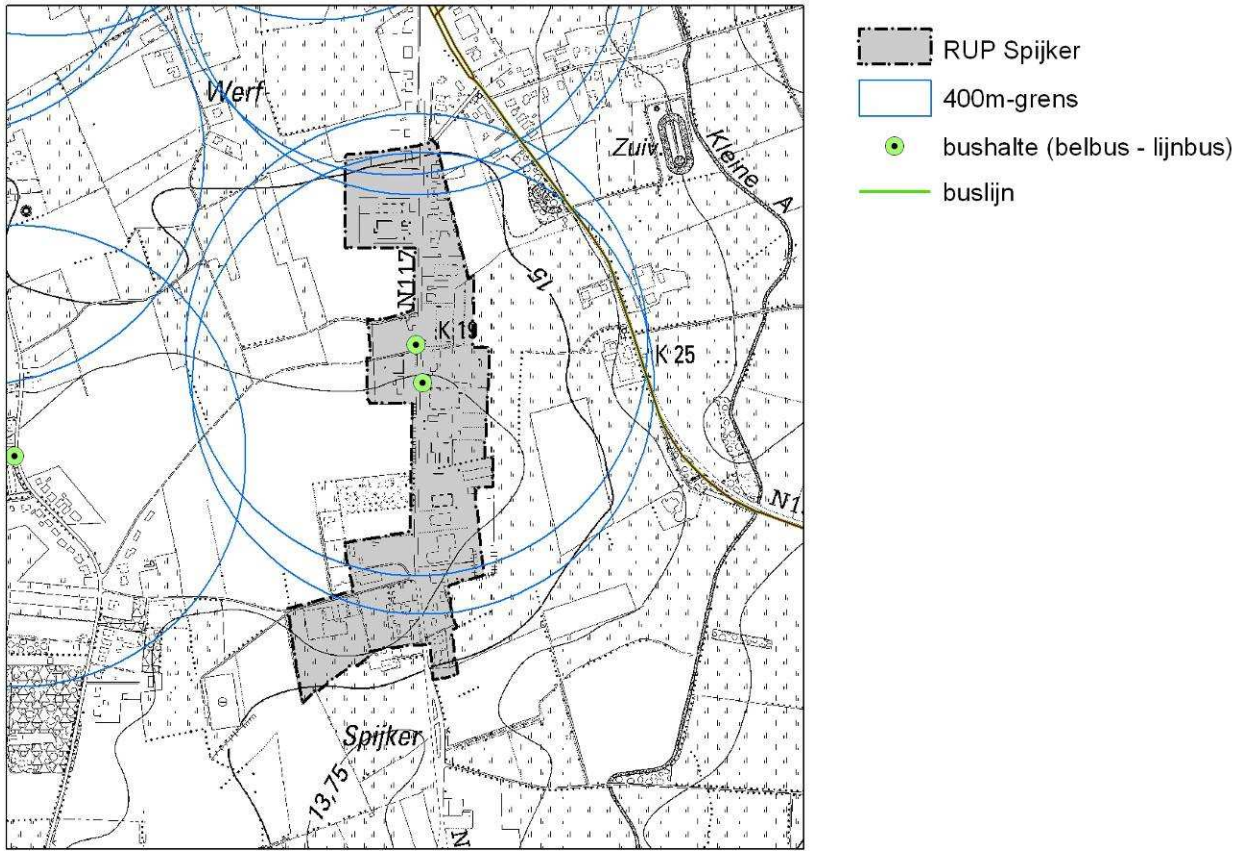 RUP Spijker
400m-grens
bushalte (belbus - lijnbus)
buslijn
Werf
Zuiv
Kleine A
N117
15
K 19
K 25
N1
Spijker
13,75
N